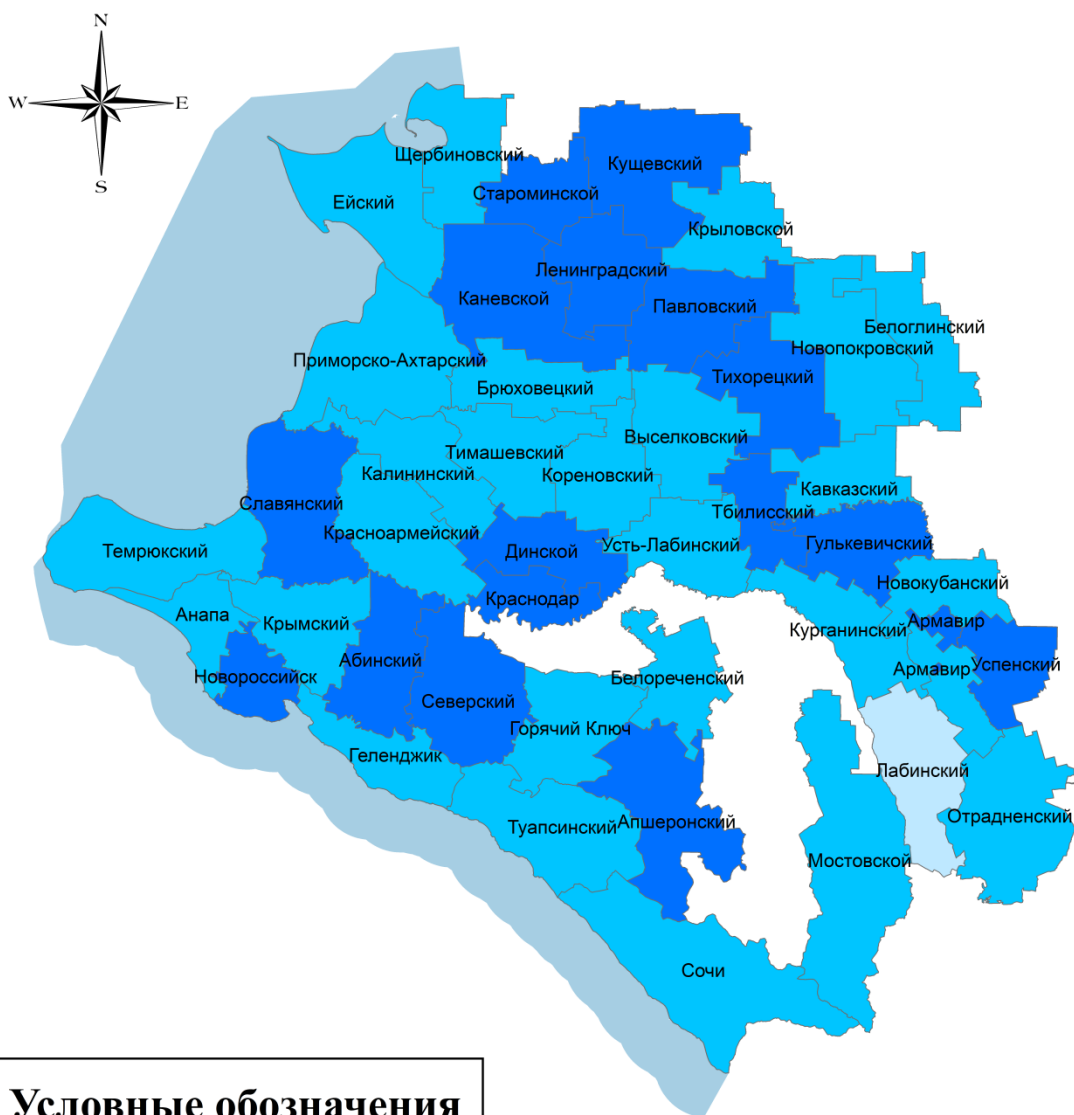 N
W E
S
Щербиновский
Кущевский
Староминской
Ейский
Крыловской
Ленинградский
Каневской
Павловский
Белоглинский
Новопокровский
Приморско-Ахтарский
Тихорецкий
Брюховецкий
Выселковский
Тимашевский
Калининский
Кореновский
Кавказский
Славянский
Тбилисский
Красноармейский
Гулькевичский
Усть-Лабинский
Темрюкский
Динской
Новокубанский
Краснодар
Анапа
Крымский
Армавир
Курганинский
Абинский
Успенский
Армавир
Новороссийск
Белореченский
Северский
Горячий Ключ
Геленджик
Лабинский
Отрадненский
Туапсинский
Апшеронский
Мостовской
Сочи
Условные обозначения